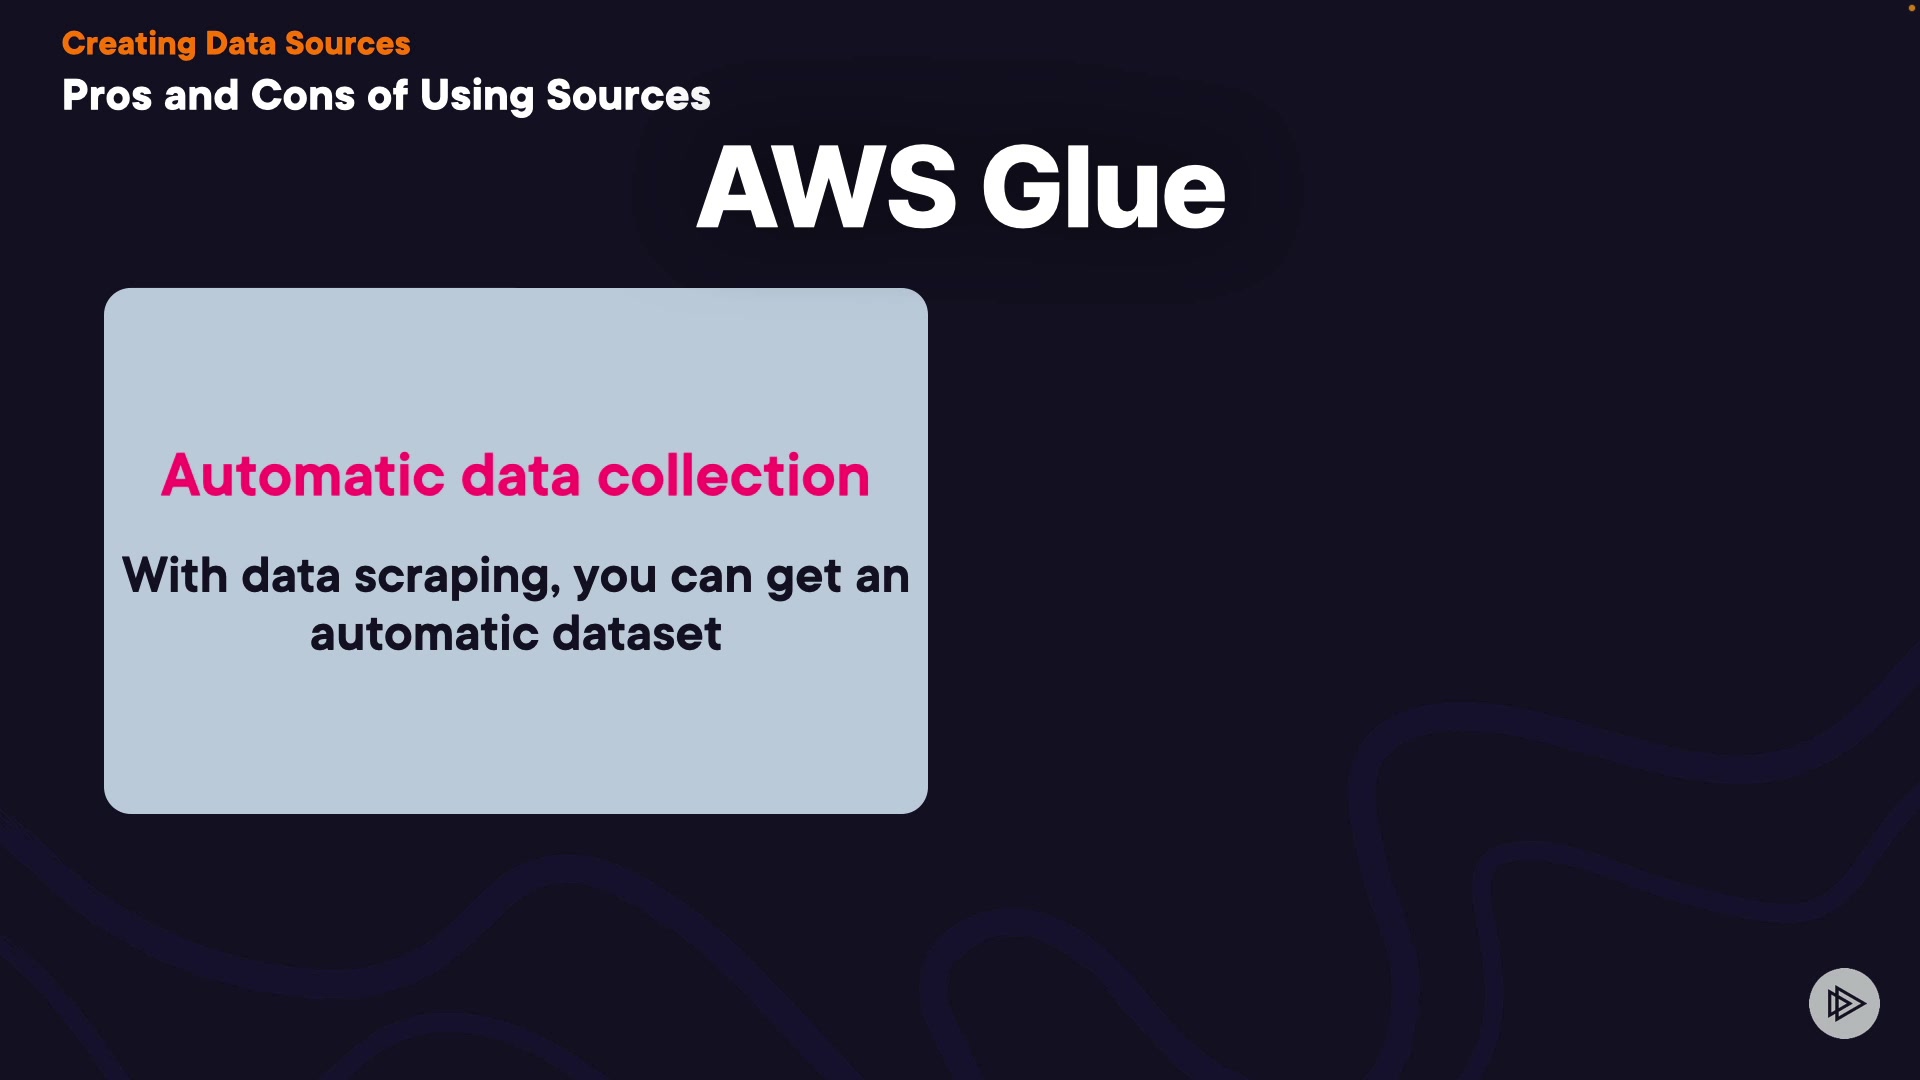 Creating Data Sources
Pros and Cons of Using Sources
AWS Glue
Automatic data collection
With data scraping, you can get an
automatic dataset